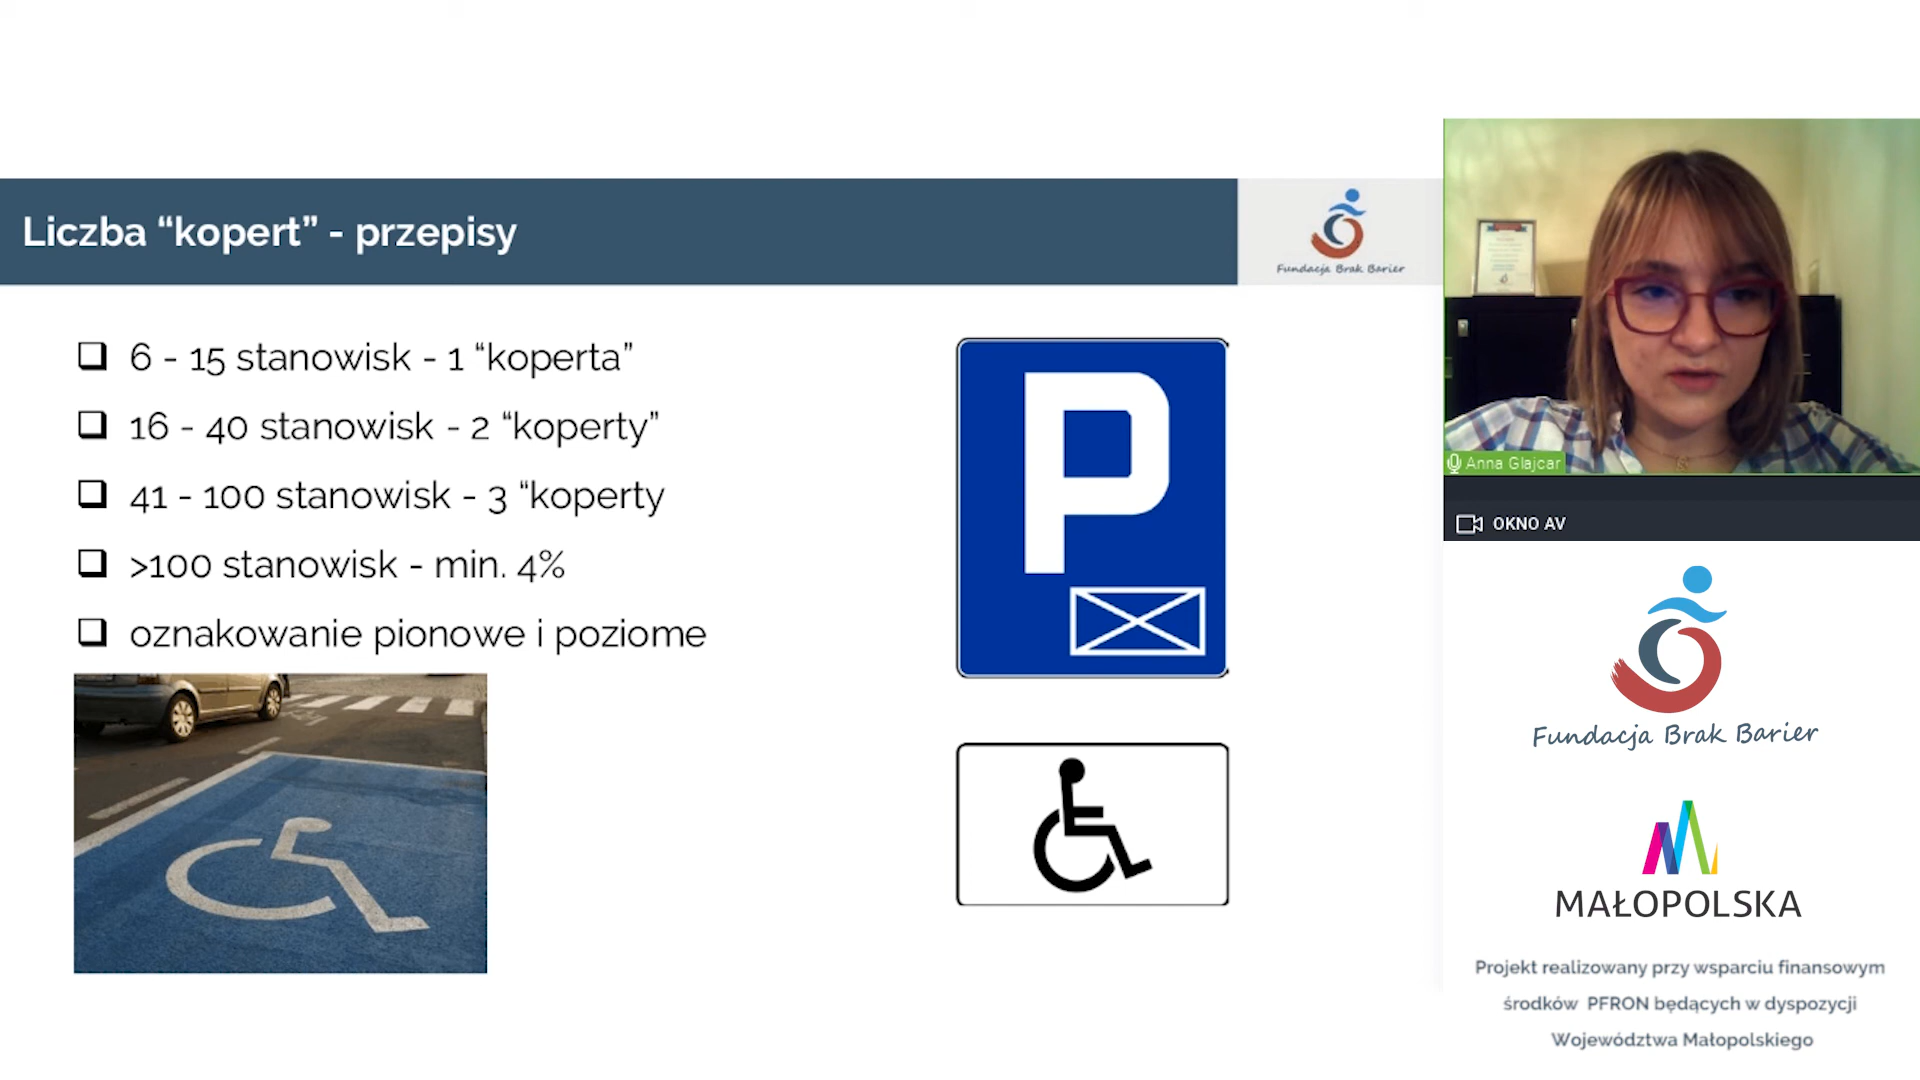 Liczba “kopert” - przepisy
Fundacja Brak Barier
6 - 15 stanowisk - 1 “koperta”
16 - 40 stanowisk - 2 “koperty”
41 - 100 stanowisk - 3 “koperty
>100 stanowisk - min. 4%
oznakowanie pionowe i poziome
P
Anna Glajcar
OKNO AV
Fundacja Brak Barier
MAŁOPOLSKA
Projekt realizowany przy wsparciu finansowym
środków PFRON będących w dyspozycji
Województwa Małopolskiego